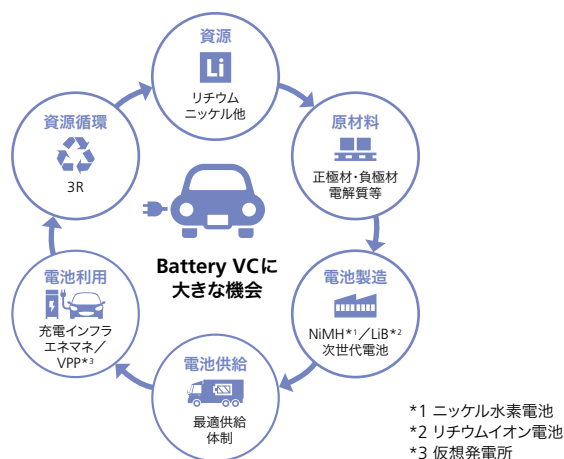 資源
Li
リチウム
ニッケル他
原材料
正極材・負極材
電解質等
電池製造
NiMH*1/LiB*2
次世代電池
電池供給
最適供給
体制
電池利用
充電インフラ
エネマネ/
VPP*3
資源循環
3R
Battery VCに
大きな機会
*1 ニッケル水素電池
*2 リチウムイオン電池
*3 仮想発電所